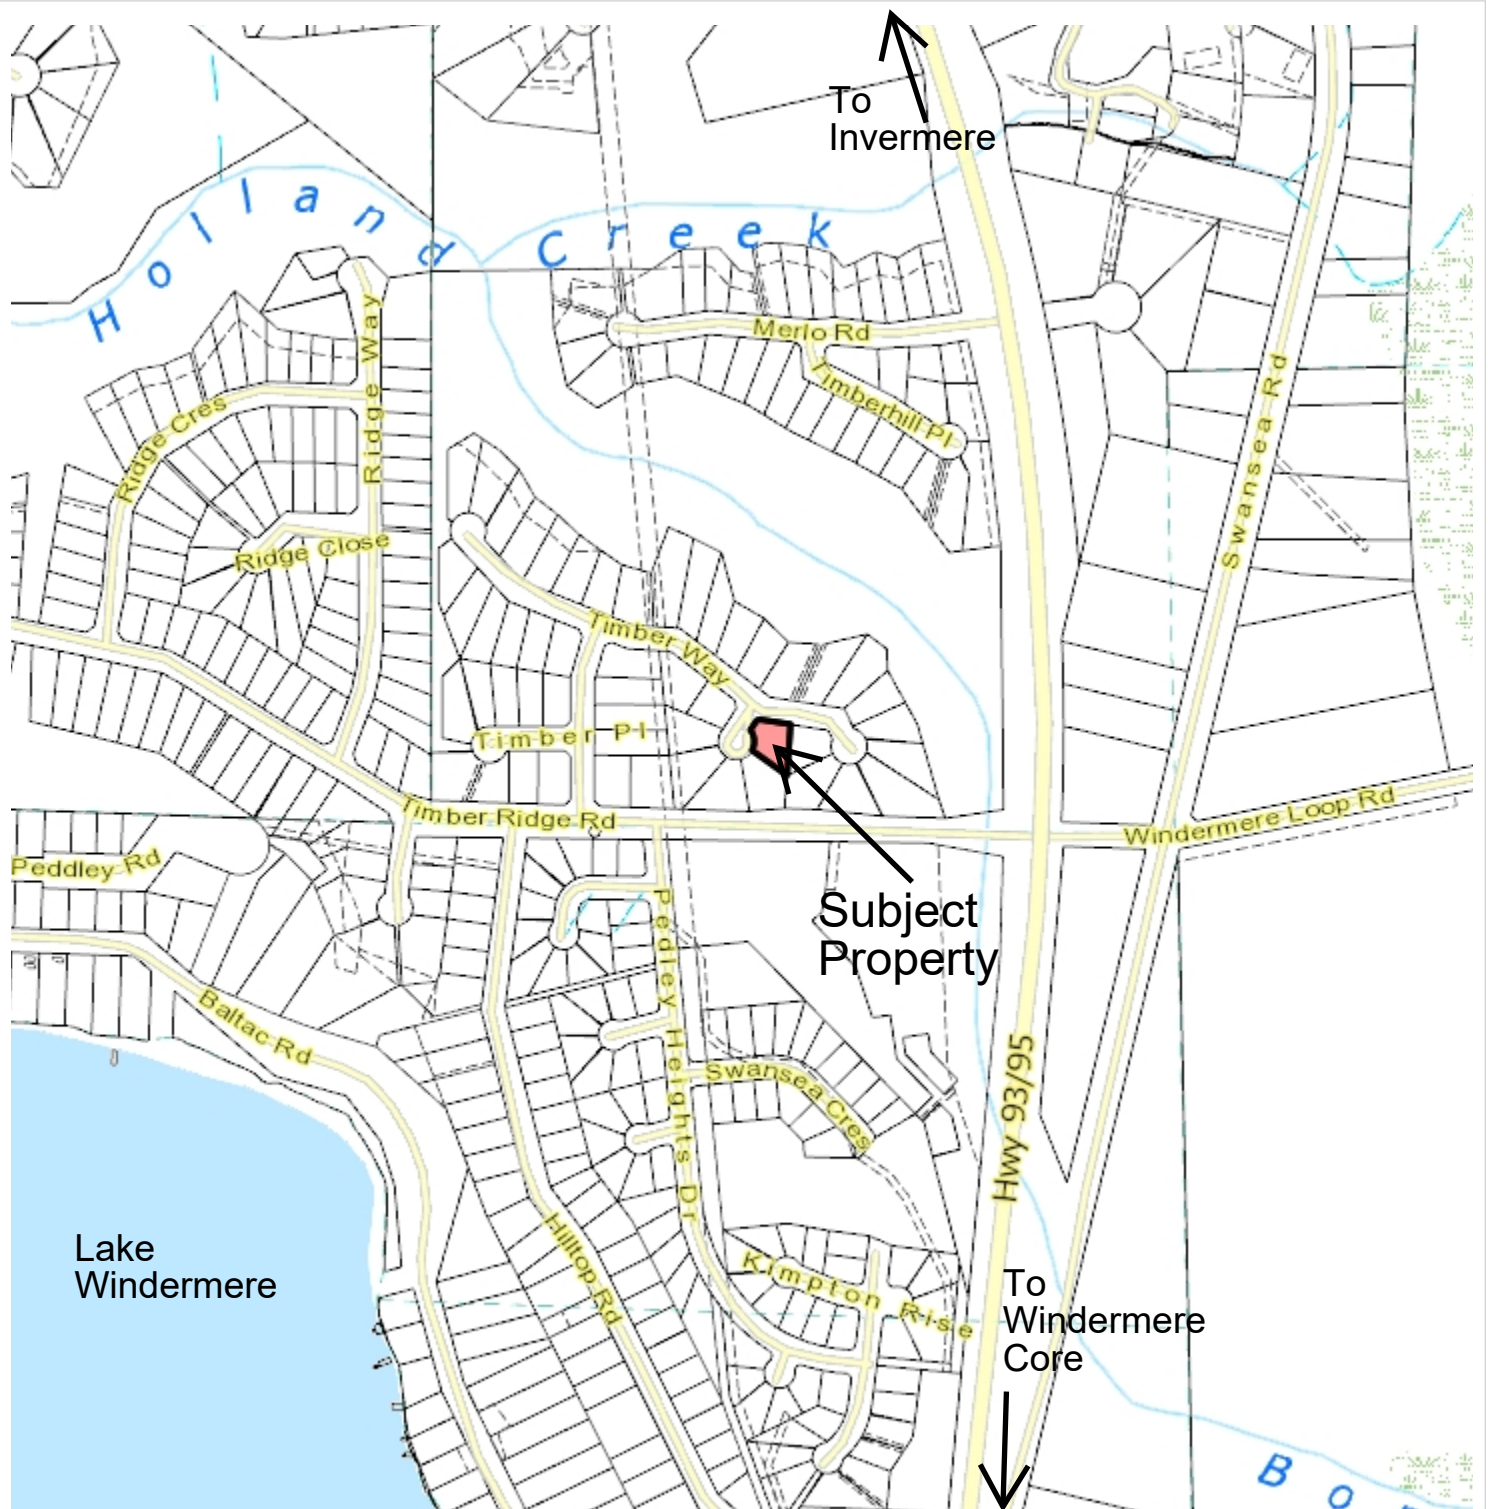 To
Invermere
Holland Creek
Merlo Rd
Timberhill Pl
Ridge Way
Ridge Cres
Ridge Close
Swansea Rd
Timber Way
Timber Pl
Timber Ridge Rd
Windermere Loop Rd
Peddley Rd
Subject
Property
Pedley Heights Dr
Baltac Rd
Swansea Cres
Hwy 93/95
Hilltop Rd
Lake
Windermere
Kimpton Rise
To
Windermere
Core
Bo